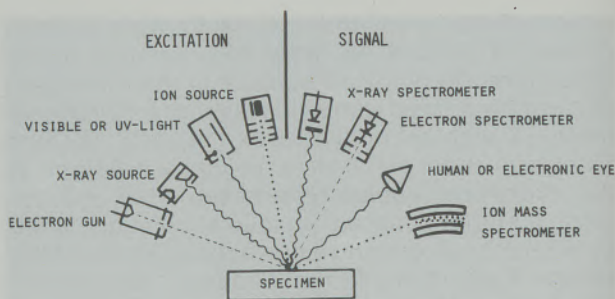 EXCITATION
SIGNAL
ION SOURCE
X-RAY SPECTROMETER
VISIBLE OR UV-LIGHT
ELECTRON SPECTROMETER
X-RAY SOURCE
HUMAN OR ELECTRONIC EYE
ELECTRON GUN
ION MASS
SPECTROMETER
SPECIMEN